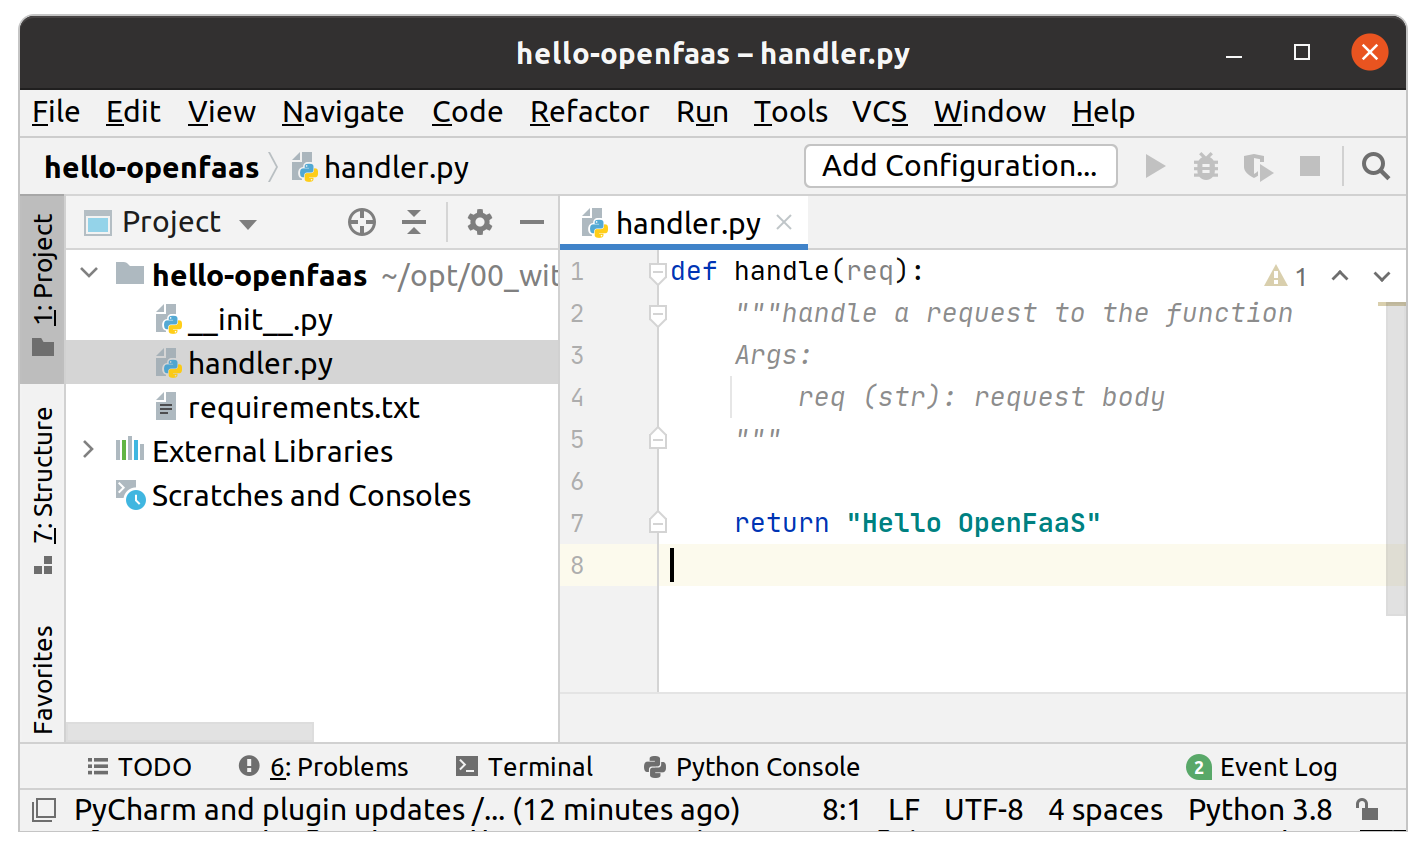 hello-openfaas – handler.py
File Edit View Navigate Code Refactor Run Tools VCS Window Help
hello-openfaas handler.py Add Configuration...
1: Project
7: Structure
Favorites
Project
hello-openfaas ~/opt/00_wit
__init__.py
handler.py
requirements.txt
External Libraries
Scratches and Consoles
handler.py
1 def handle(req):
1
2 """handle a request to the function
3 Args:
4 req (str): request body
5 """
6
7 return "Hello OpenFaaS"
8
TODO 6: Problems Terminal Python Console 2 Event Log
PyCharm and plugin updates /... (12 minutes ago) 8:1 LF UTF-8 4 spaces Python 3.8